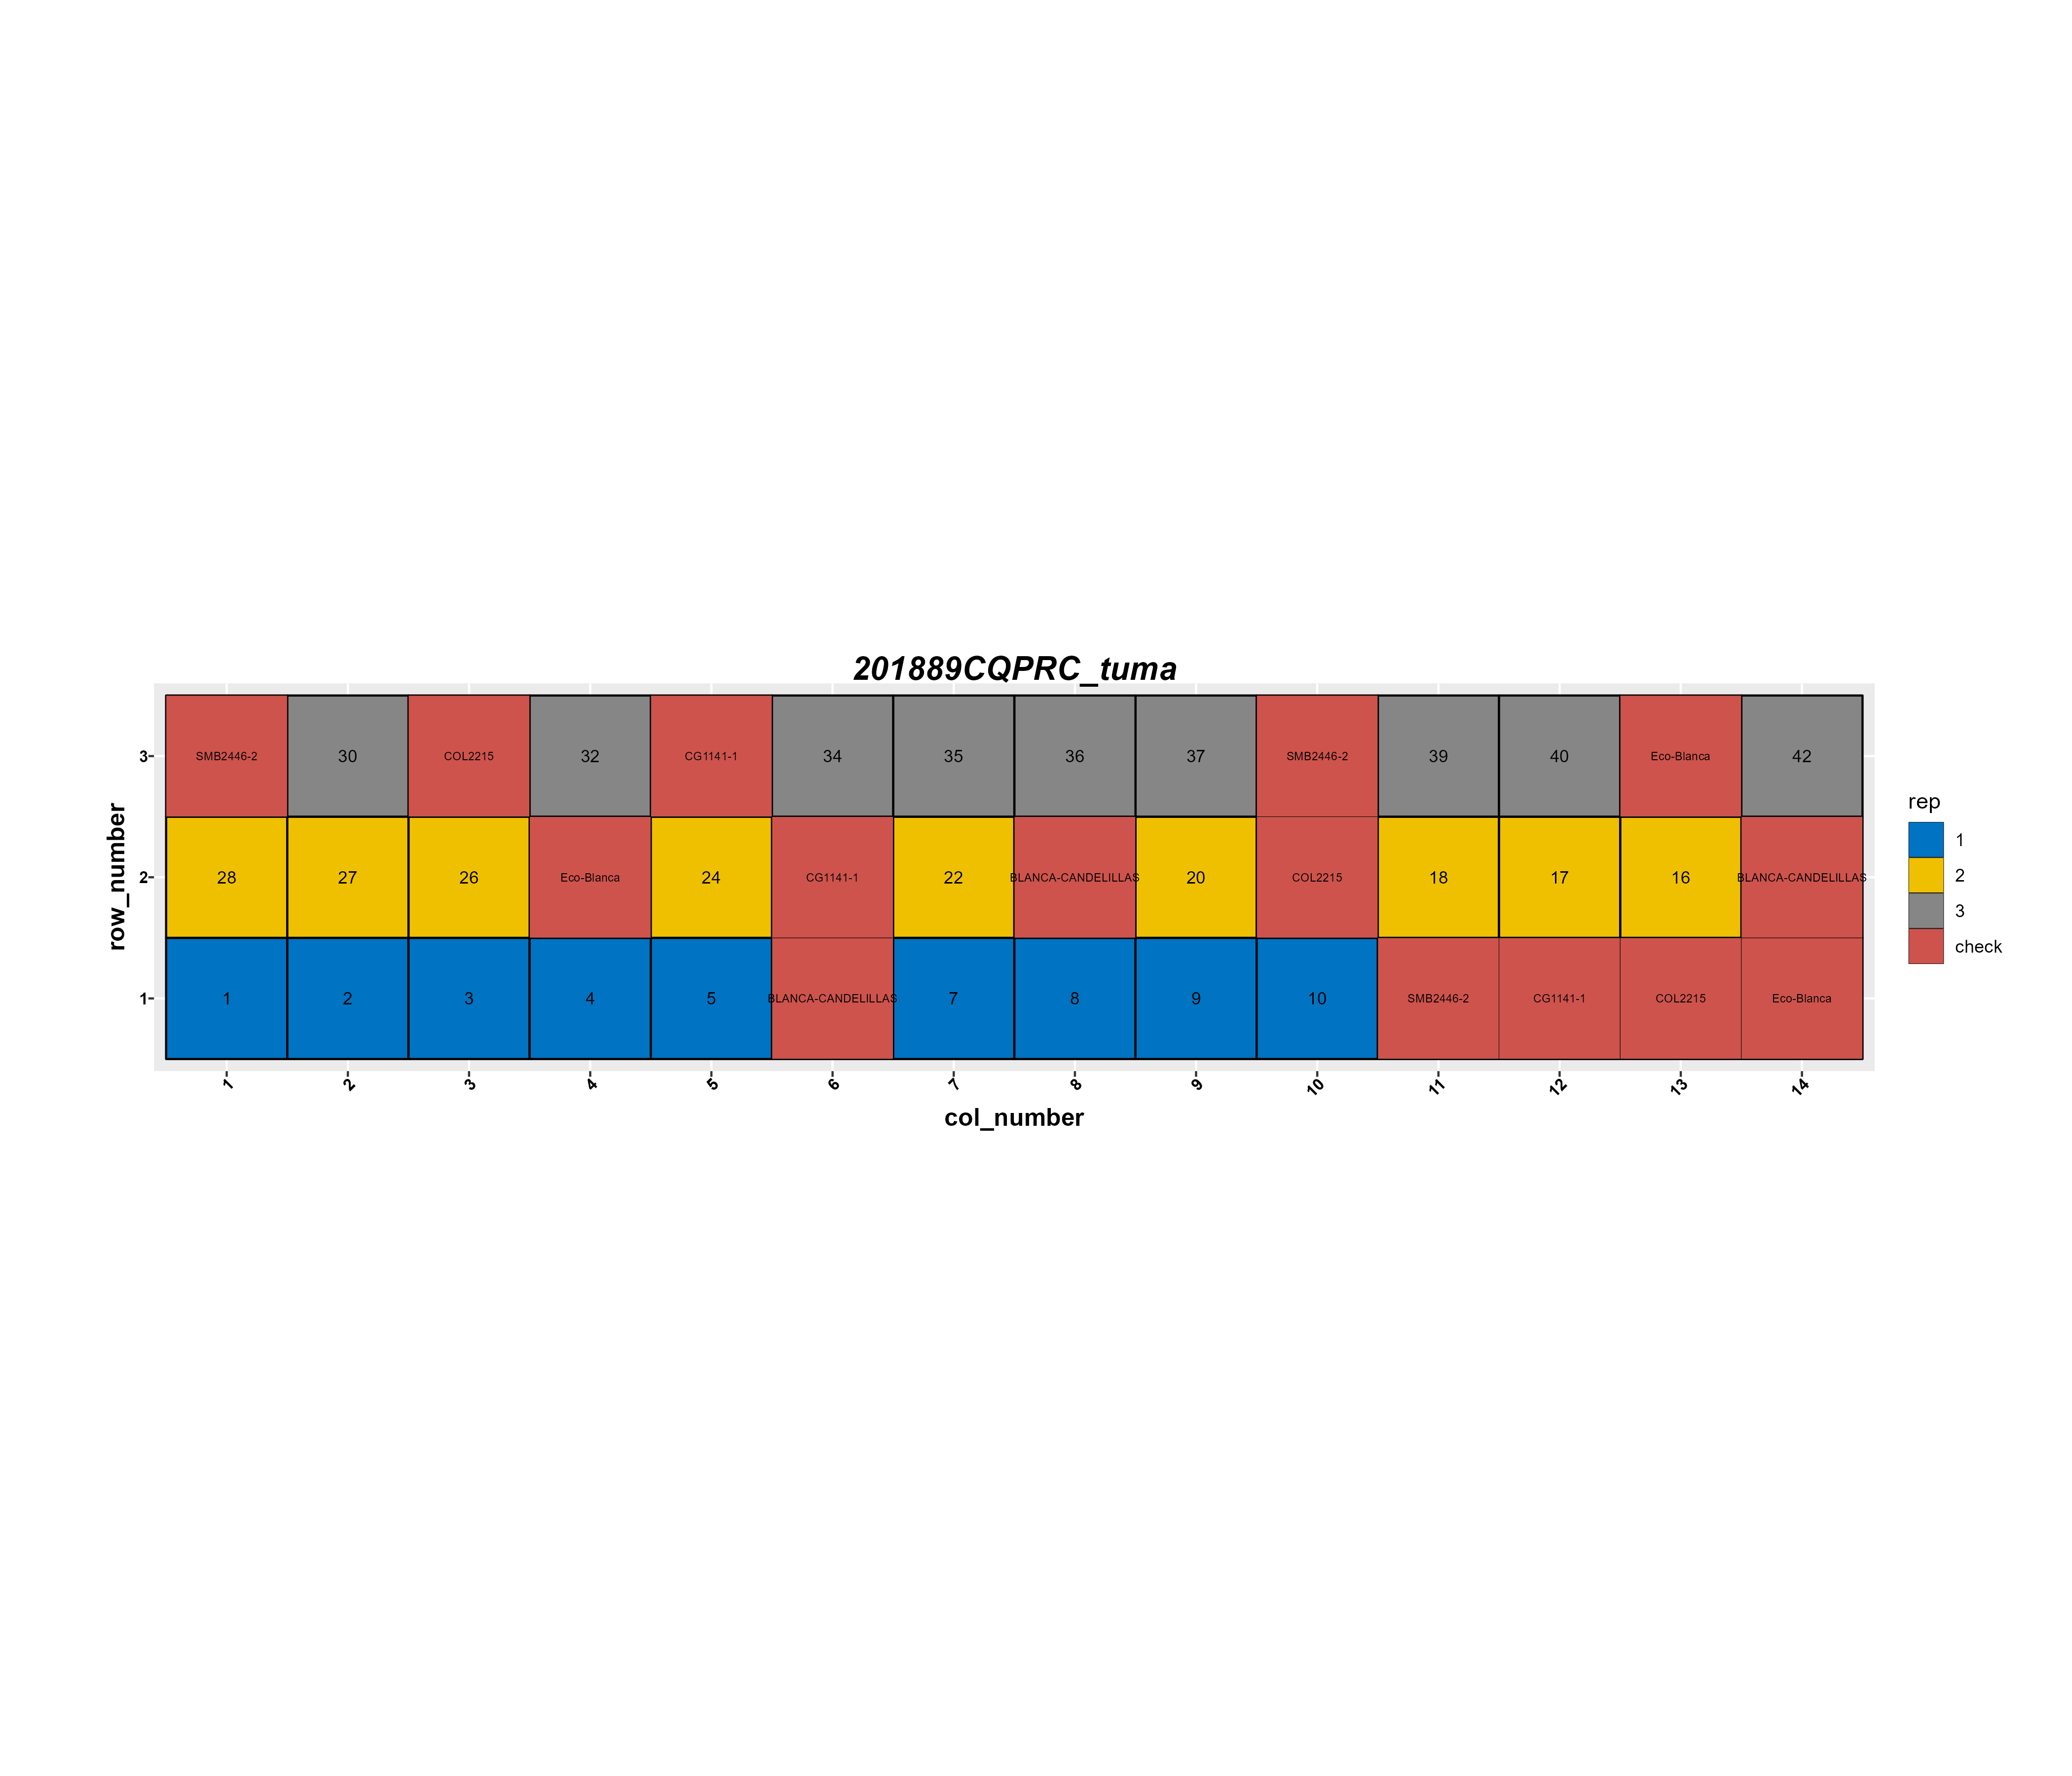 201889CQPRC_tuma
row_number
3 SMB2446-2 30 COL2215 32 CG1141-1 34 35 36 37 SMB2446-2 39 40 Eco-Blanca 42
2 28 27 26 Eco-Blanca 24 CG1141-1 22 BLANCA-CANDELILLAS 20 COL2215 18 17 16 BLANCA-CANDELILLAS
1 1 2 3 4 5 BLANCA-CANDELILLAS 7 8 9 10 SMB2446-2 CG1141-1 COL2215 Eco-Blanca
1 2 3 4 5 6 7 8 9 10 11 12 13 14
col_number
rep
1
2
3
check